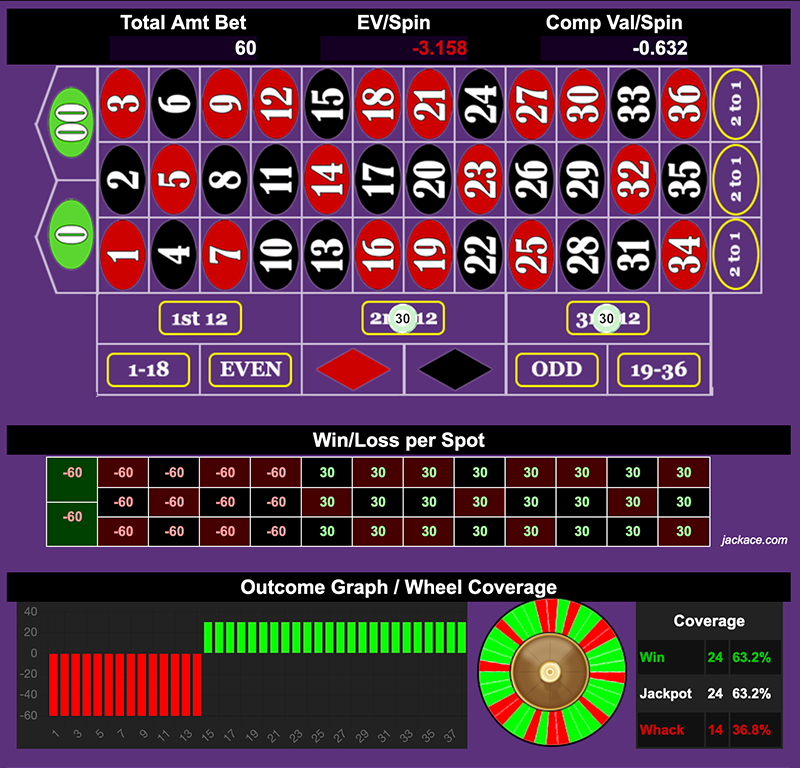 Total Amt Bet EV/Spin Comp Val/Spin
60 -3.158 -0.632
00 3 6 9 12 15 18 21 24 27 30 33 36 2 to 1
2 5 8 11 14 17 20 23 26 29 32 35 2 to 1
0 1 4 7 10 13 16 19 22 25 28 31 34 2 to 1
1st 12 2n 30 12 3r 30 12
1-18 EVEN ODD 19-36
Win/Loss per Spot
-60 -60 -60 -60 -60 30 30 30 30 30 30 30 30
-60 -60 -60 -60 30 30 30 30 30 30 30 30
-60 -60 -60 -60 -60 30 30 30 30 30 30 30 30
jackace.com
Outcome Graph / Wheel Coverage
40
20
0
-20
-40
-60
1 3 5 7 9 11 13 15 17 19 21 23 25 27 29 31 33 35 37
Coverage
Win 24 63.2%
Jackpot 24 63.2%
Whack 14 36.8%